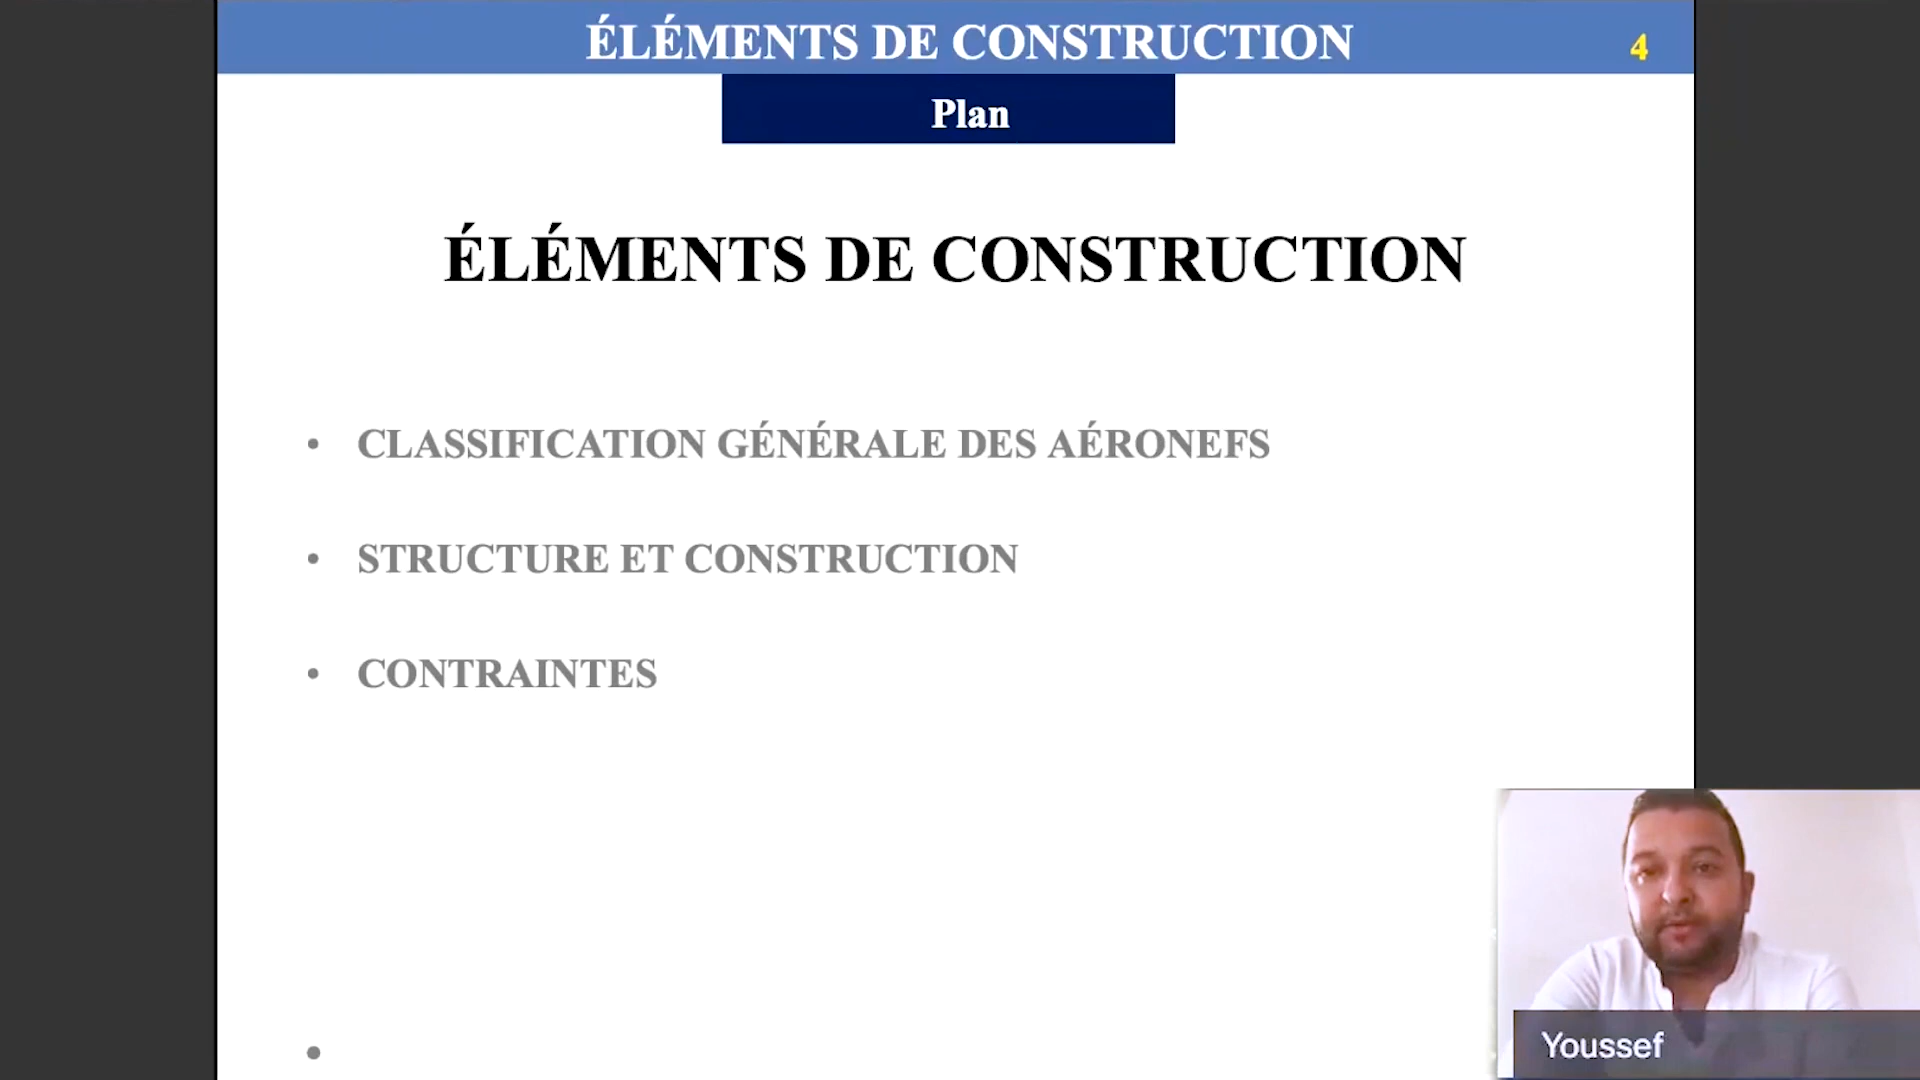 ÉLÉMENTS DE CONSTRUCTION
4
Plan
ÉLÉMENTS DE CONSTRUCTION
• CLASSIFICATION GÉNÉRALE DES AÉRONEFS
• STRUCTURE ET CONSTRUCTION
• CONTRAINTES
•
Youssef